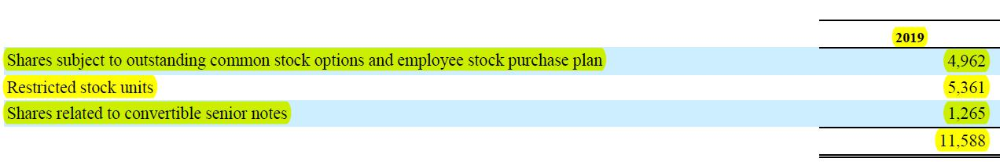 2019
Shares subject to outstanding common stock options and employee stock purchase plan 4,962
Restricted stock units 5,361
Shares related to convertible senior notes 1,265
11,588